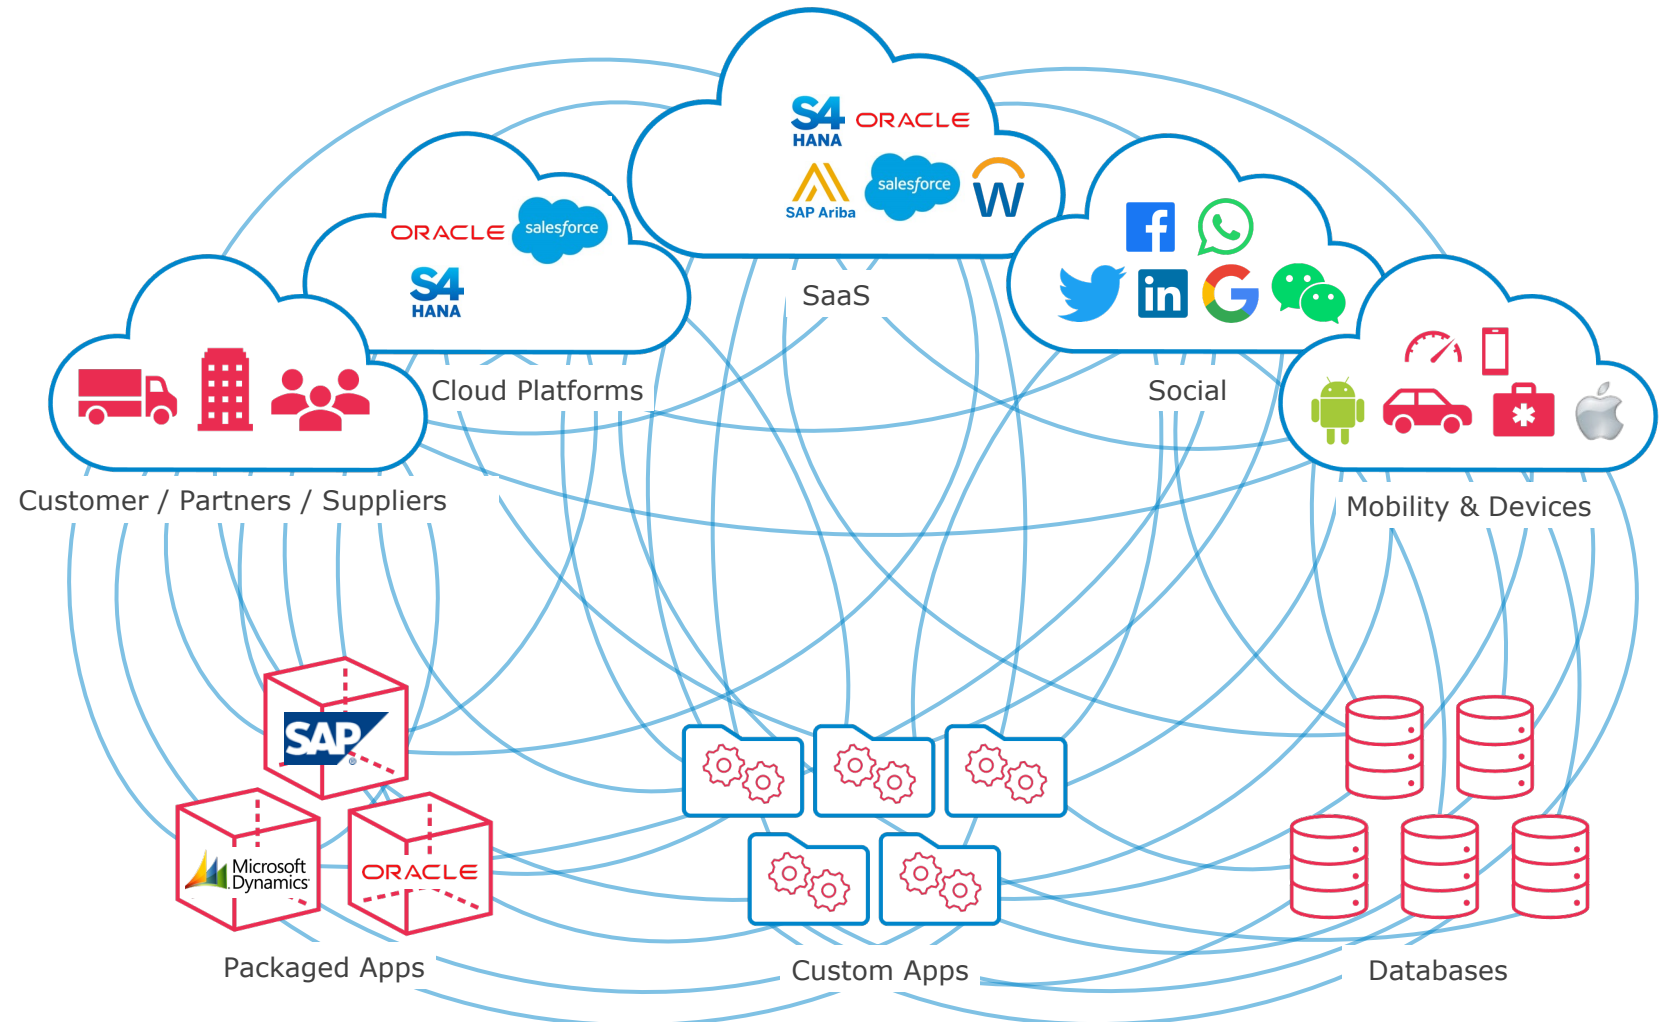 S4
HANA
ORACLE
SAP Ariba
salesforce
W
SaaS
ORACLE
salesforce
S4
HANA
Cloud Platforms
f
in
G
Social
Customer / Partners / Suppliers
Mobility & Devices
SAP
®
Microsoft
Dynamics
ORACLE
Packaged Apps
Custom Apps
Databases